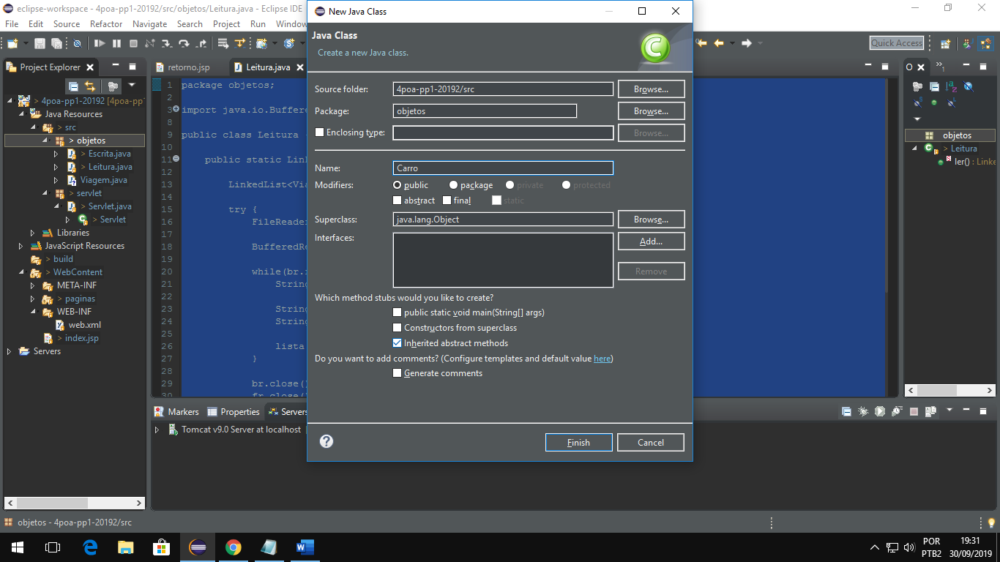 eclipse-workspace - 4poa-pp1-20192/src/objetos/Leitura.java - Eclipse IDE
File Edit Source Refactor Navigate Search Project Run Window
Quick Access
Project Explorer
> 4poa-pp1-20192 [4poa-pp1
Java Resources
> src
> objetos
> Escrita.java
> Leitura.java
Viagem.java
> servlet
> Servlet.java
> Servlet
Libraries
JavaScript Resources
> build
> WebContent
META-INF
> paginas
WEB-INF
web.xml
> index.jsp
Servers
retorno.jsp
Leitura.java
1 package objetos;
2
3 import java.io.Buffere
8
9 public class Leitura
10
11 public static Link
12
13 LinkedList<Via
14
15 try {
16 FileReader
17
18 BufferedRe
19
20 while(br.r
21 String
22
23 String
24 String
25
26 lista
27 }
28
29 br.close()
30 fr.close(
New Java Class
Java Class
Create a new Java class.
Source folder: 4poa-pp1-20192/src Browse...
Package: objetos Browse...
Enclosing type: Browse...
Name: Carro
Modifiers: public package private protected
abstract final static
Superclass: java.lang.Object Browse...
Interfaces: Add...
Remove
Which method stubs would you like to create?
public static void main(String[] args)
Constructors from superclass
Inherited abstract methods
Do you want to add comments? (Configure templates and default value here)
Generate comments
Finish Cancel
O
»1
objetos
> Leitura
ler() : Linke
Markers Properties Servers
Tomcat v9.0 Server at localhost
objetos - 4poa-pp1-20192/src
POR
PTB2
19:31
30/09/2019